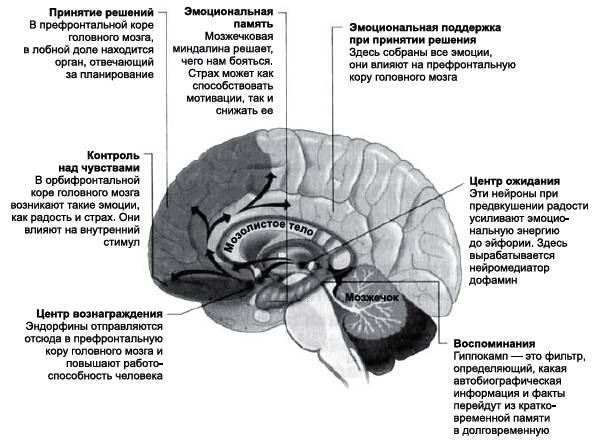 Принятие решений
В префронтальной коре
головного мозга,
в лобной доле находится
орган, отвечающий
за планирование
Эмоциональная
память
Мозжечковая
миндалина решает,
чего нам бояться.
Страх может как
способствовать
мотивации, так и
снижать ее
Эмоциональная поддержка
при принятии решения
Здесь собраны все эмоции,
они влияют на префронтальную
кору головного мозга
Контроль
над чувствами
В орбифронтальной
коре головного мозга
возникают такие эмоции,
как радость и страх. Они
влияют на внутренний
стимул
Мозолистое тело
Мозжечок
Центр ожидания
Эти нейроны при
предвкушении радости
усиливают эмоцио-
нальную энергию
до эйфории. Здесь
вырабатывается
нейромедиатор
дофамин
Центр вознаграждения
Эндорфины отправляются
отсюда в префронтальную
кору головного мозга и
повышают работо-
способность человека
Воспоминания
Гиппокамп — это фильтр,
определяющий, какая
автобиографическая
информация и факты
перейдут из кратко-
временной памяти
в долговременную